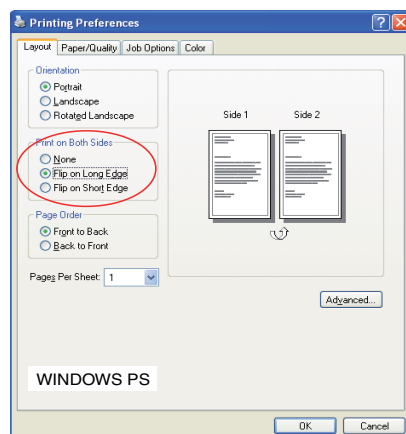 Printing Preferences
Layout Paper/Quality Job Options Color
Orientation
Portrait
Landscape
Rotated Landscape
Print on Both Sides
None
Flip on Long Edge
Flip on Short Edge
Page Order
Front to Back
Back to Front
Pages Per Sheet: 1
Side 1 Side 2
Advanced...
WINDOWS PS
OK Cancel